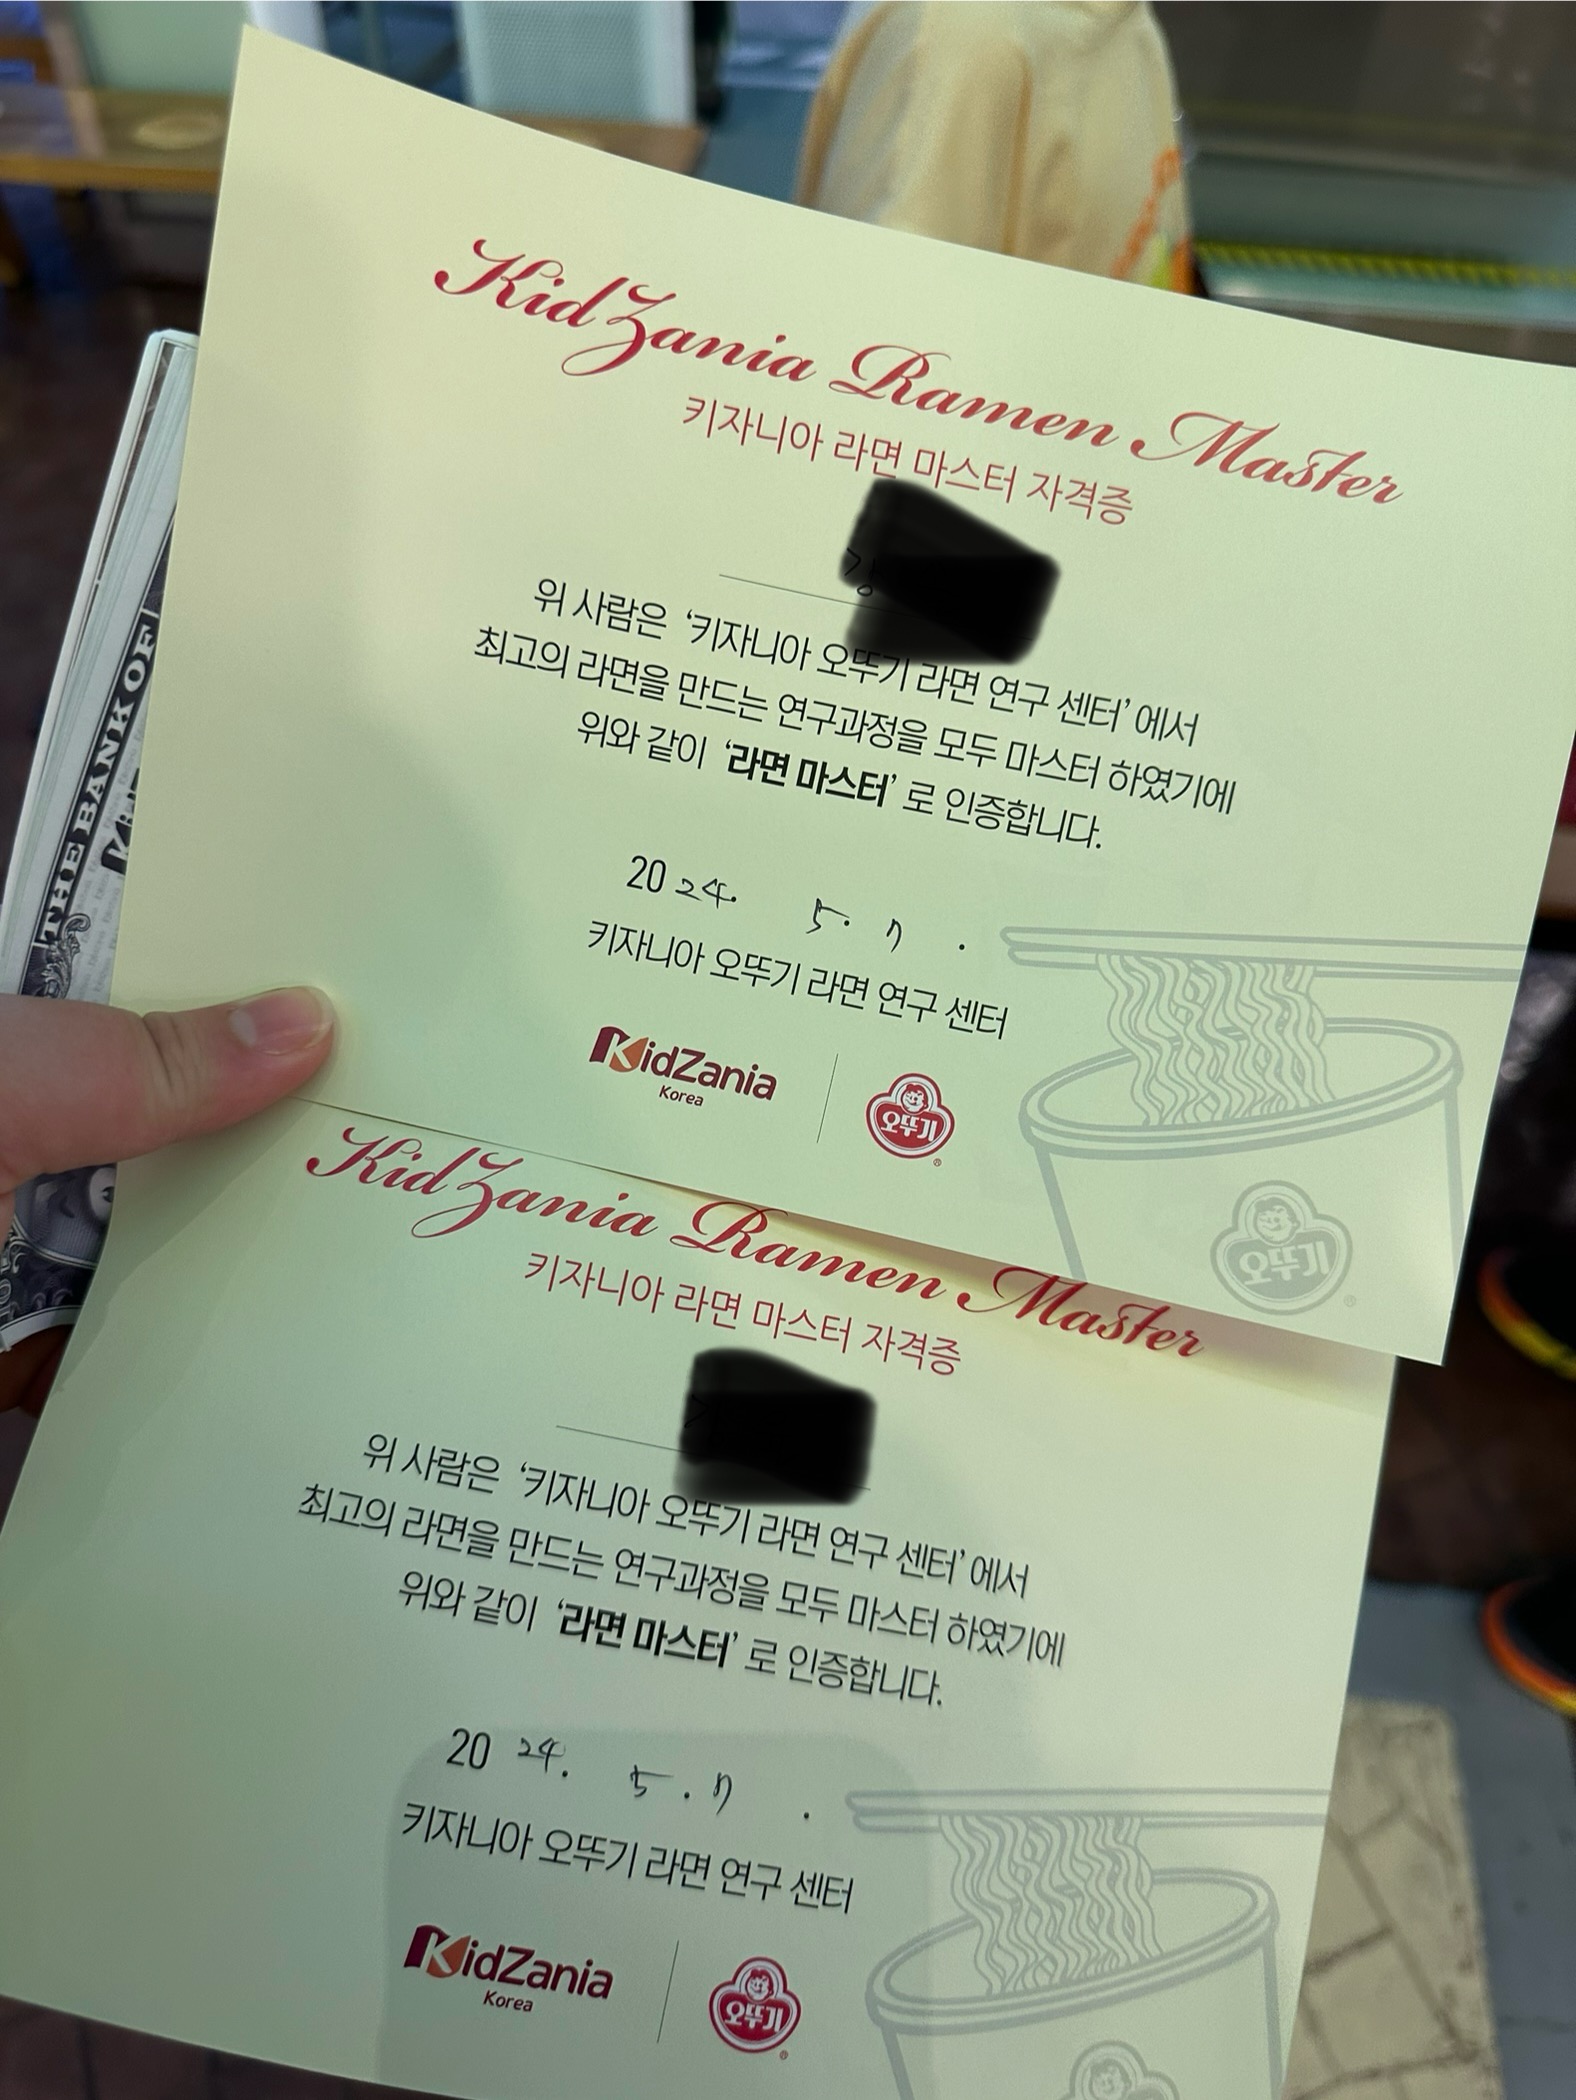 THE BANK OF
KidZania Ramen Master
키자니아 라면 마스터 자격증
강
위 사람은 ‘키자니아 오뚜기 라면 연구 센터’ 에서
최고의 라면을 만드는 연구과정을 모두 마스터 하였기에
위와 같이 ‘라면 마스터’ 로 인증합니다.
2024. 5. 7 .
키자니아 오뚜기 라면 연구 센터
KidZania
Korea
오뚜기
®
오뚜기
®
KidZania Ramen Master
키자니아 라면 마스터 자격증
위 사람은 ‘키자니아 오뚜기 라면 연구 센터’ 에서
최고의 라면을 만드는 연구과정을 모두 마스터 하였기에
위와 같이 ‘라면 마스터’ 로 인증합니다.
2024. 5. 7 .
키자니아 오뚜기 라면 연구 센터
KidZania
Korea
오뚜기
®